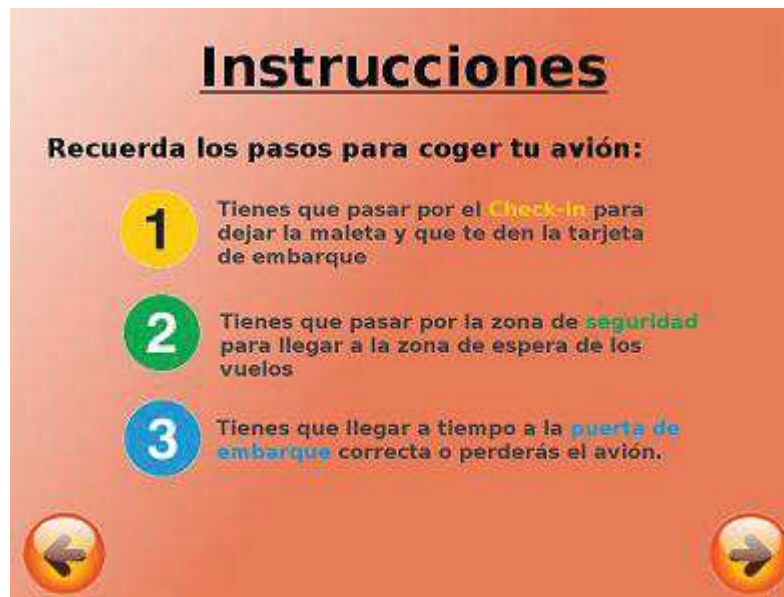 Instrucciones
Recuerda los pasos para coger tu avión:
1
Tienes que pasar por el Check-in para
dejar la maleta y que te den la tarjeta
de embarque
2
Tienes que pasar por la zona de seguridad
para llegar a la zona de espera de los
vuelos
3
Tienes que llegar a tiempo a la puerta de
embarque correcta o perderás el avión.